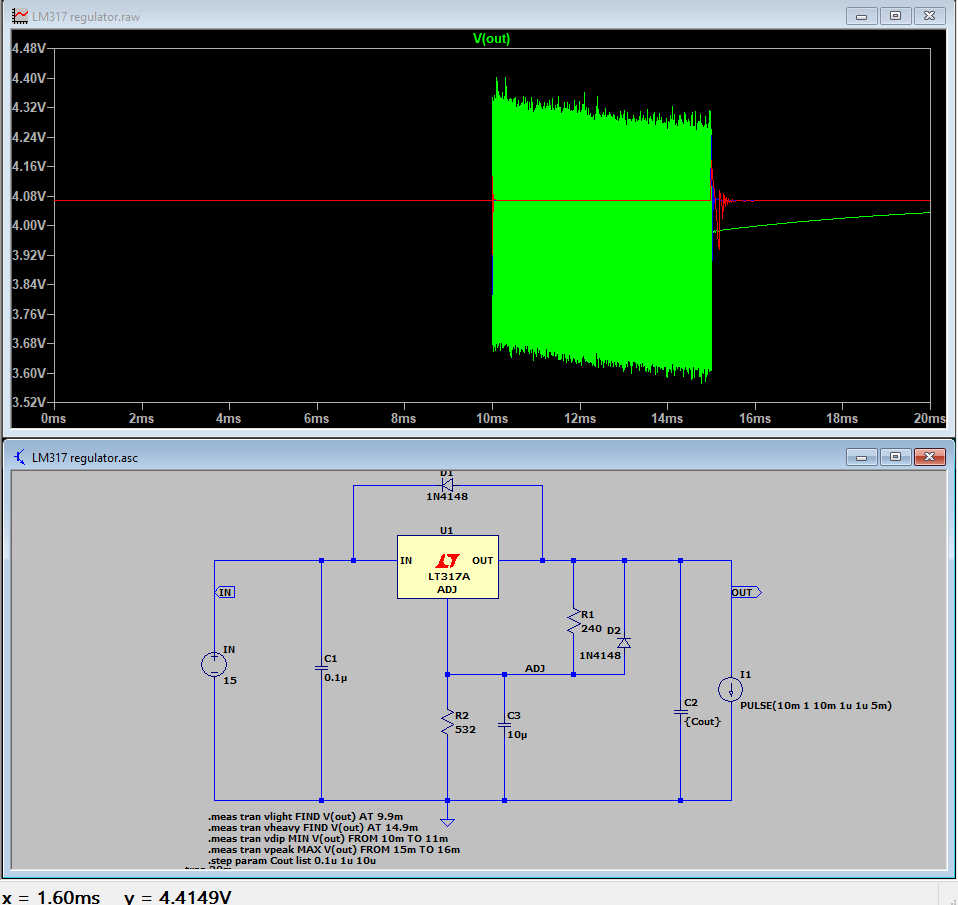 LM317 regulator.raw
V(out)
4.48V
4.40V
4.32V
4.24V
4.16V
4.08V
4.00V
3.92V
3.84V
3.76V
3.68V
3.60V
3.52V
0ms 2ms 4ms 6ms 8ms 10ms 12ms 14ms 16ms 18ms 20ms
LM317 regulator.asc
D1
1N4148
U1
IN OUT
LT317A
ADJ
IN
OUT
R1
240
D2
1N4148
IN
15
C1
0.1µ
ADJ
I1
PULSE(10m 1 10m 1u 1u 5m)
R2
532
C3
10µ
C2
{Cout}
.meas tran vlight FIND V(out) AT 9.9m
.meas tran vheavy FIND V(out) AT 14.9m
.meas tran vdip MIN V(out) FROM 10m TO 11m
.meas tran vpeak MAX V(out) FROM 15m TO 16m
.step param Cout list 0.1u 1u 10u
x = 1.60ms y = 4.4149V